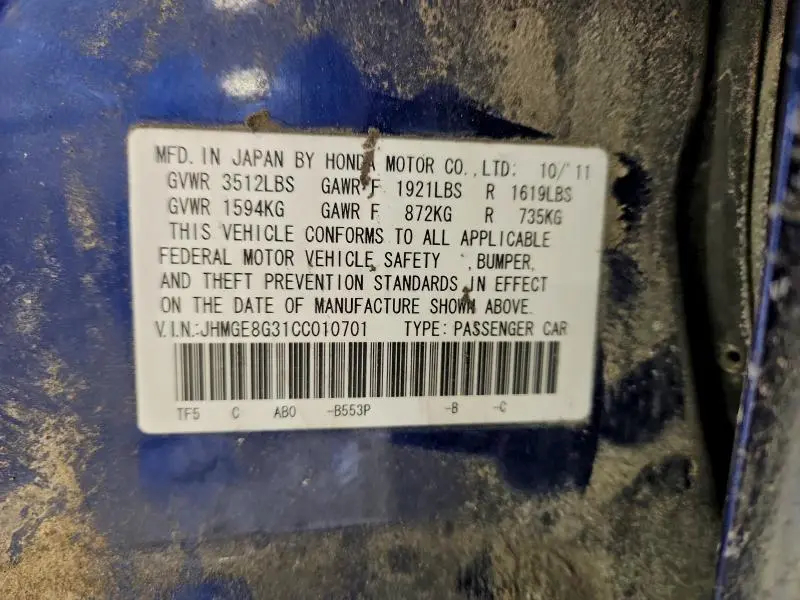 MFD. IN JAPAN BY HONDA MOTOR CO., LTD: 10/'11
GVWR 3512LBS GAWR F 1921LBS R 1619LBS
GVWR 1594KG GAWR F 872KG R 735KG
THIS VEHICLE CONFORMS TO ALL APPLICABLE
FEDERAL MOTOR VEHICLE SAFETY , BUMPER,
AND THEFT PREVENTION STANDARDS IN EFFECT
ON THE DATE OF MANUFACTURE SHOWN ABOVE.
V.I.N.:JHMGE8G31CC010701 TYPE: PASSENGER CAR
TF5 C AB0 -B553P -B -C